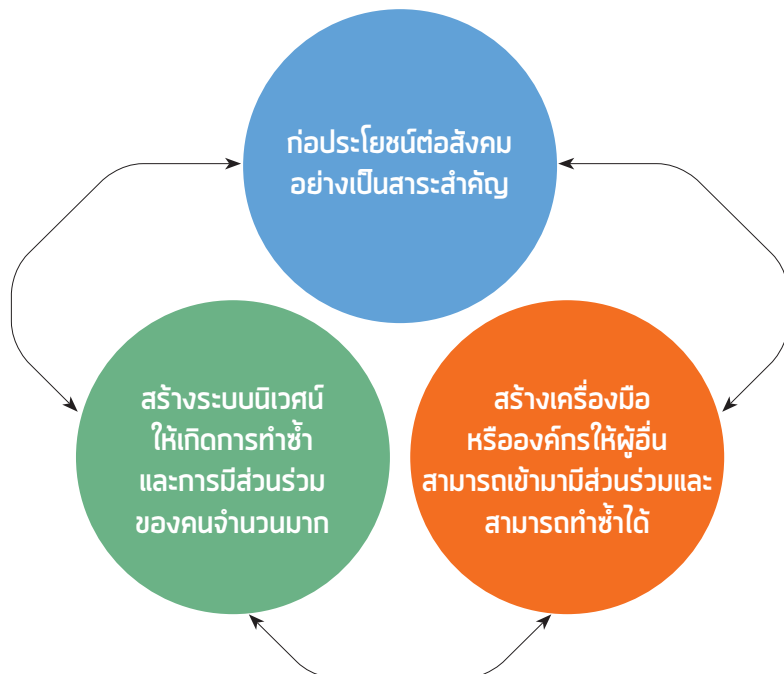 ก่อประโยชน์ต่อสังคม
อย่างเป็นสาระสำคัญ
สร้างระบบนิเวศน์
ให้เกิดการทำซ้ำ
และการมีส่วนร่วม
ของคนจำนวนมาก
สร้างเครื่องมือ
หรือองค์กรให้ผู้อื่น
สามารถเข้ามามีส่วนร่วมและ
สามารถทำซ้ำได้